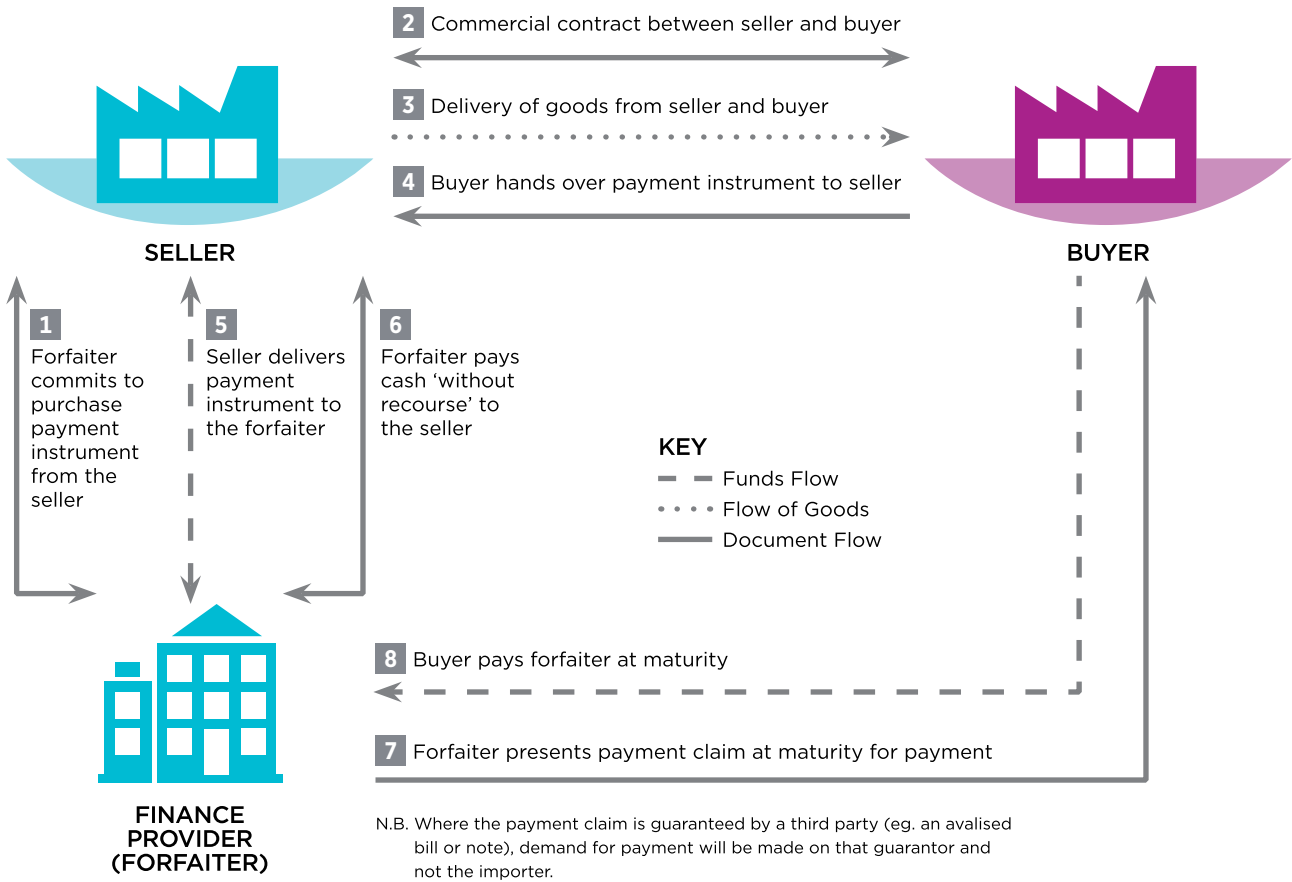 2 Commercial contract between seller and buyer
3 Delivery of goods from seller and buyer
4 Buyer hands over payment instrument to seller
SELLER
BUYER
1
Forfaiter
commits to
purchase
payment
instrument
from the
seller
5
Seller delivers
payment
instrument to
the forfaiter
6
Forfaiter pays
cash ‘without
recourse’ to
the seller
KEY
Funds Flow
Flow of Goods
Document Flow
8 Buyer pays forfaiter at maturity
7 Forfaiter presents payment claim at maturity for payment
FINANCE
PROVIDER
(FORFAITER)
N.B. Where the payment claim is guaranteed by a third party (eg. an avalised
bill or note), demand for payment will be made on that guarantor and
not the importer.